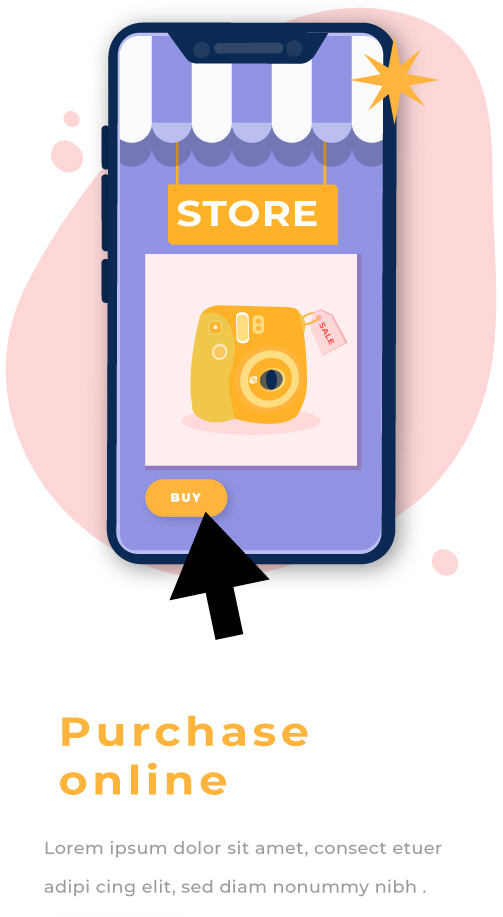 STORE
SALE
BUY
Purchase
online
Lorem ipsum dolor sit amet, consect etuer
adipi cing elit, sed diam nonummy nibh .